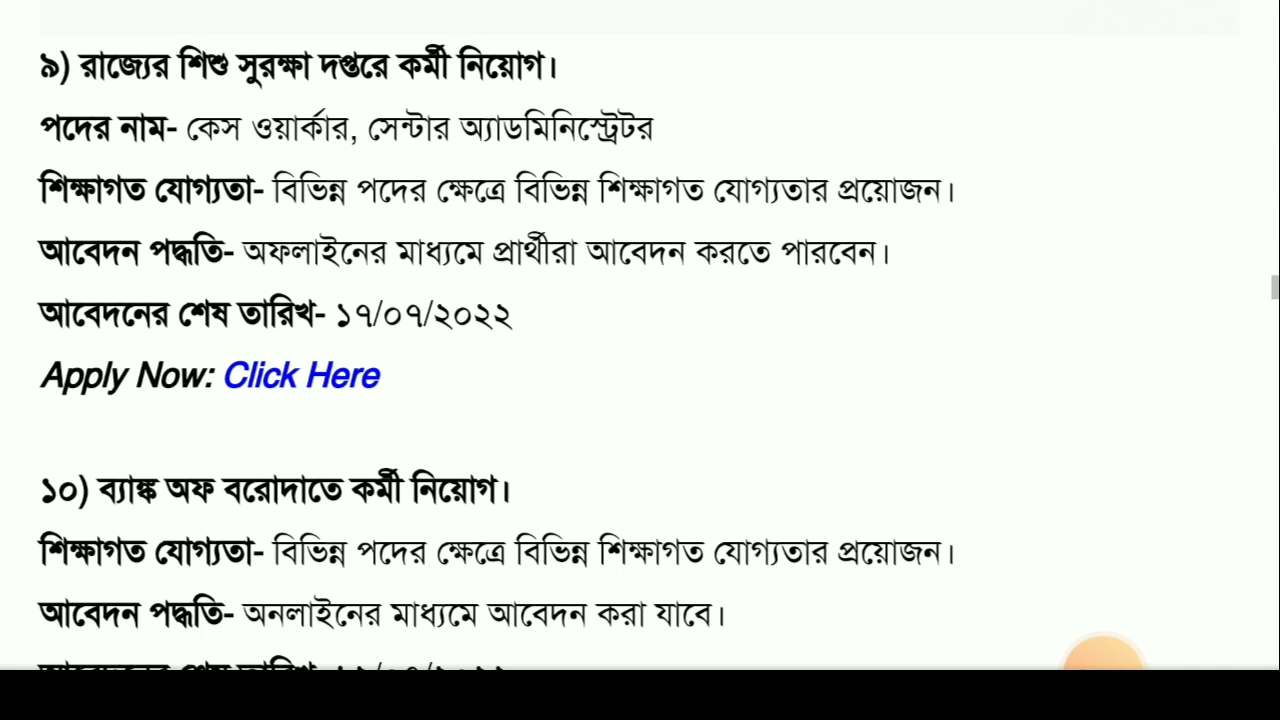 ৯) রাজ্যের শিশু সুরক্ষা দপ্তরে কর্মী নিয়োগ।
পদের নাম- কেস ওয়ার্কার, সেন্টার অ্যাডমিনিস্ট্রেটর
শিক্ষাগত যোগ্যতা- বিভিন্ন পদের ক্ষেত্রে বিভিন্ন শিক্ষাগত যোগ্যতার প্রয়োজন।
আবেদন পদ্ধতি- অফলাইনের মাধ্যমে প্রার্থীরা আবেদন করতে পারবেন।
আবেদনের শেষ তারিখ- ১৭/০৭/২০২২
Apply Now: Click Here
১০) ব্যাঙ্ক অফ বরোদাতে কর্মী নিয়োগ।
শিক্ষাগত যোগ্যতা- বিভিন্ন পদের ক্ষেত্রে বিভিন্ন শিক্ষাগত যোগ্যতার প্রয়োজন।
আবেদন পদ্ধতি- অনলাইনের মাধ্যমে আবেদন করা যাবে।
আবেদনের শেষ তারিখ-